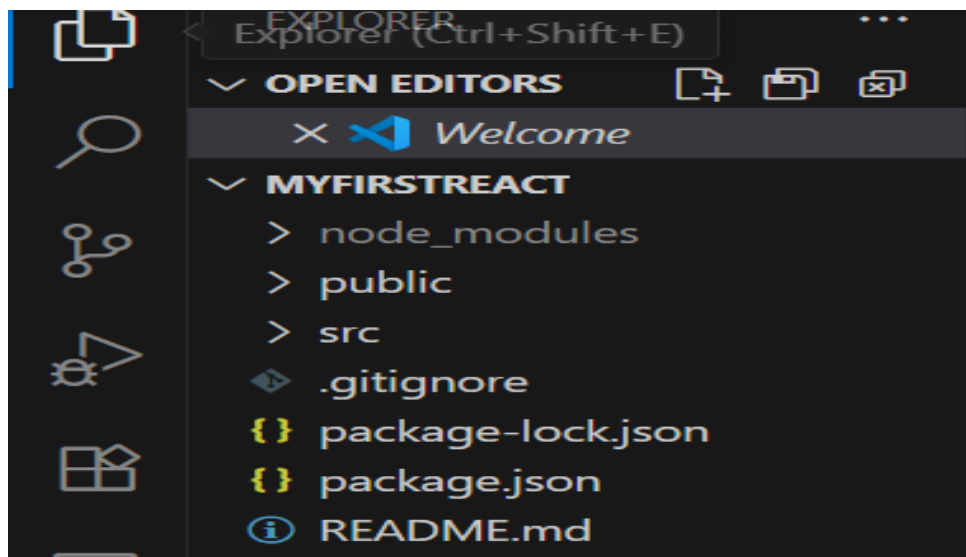 EXPLORER
Explorer (Ctrl+Shift+E)
OPEN EDITORS
Welcome
MYFIRSTREACT
node_modules
public
src
.gitignore
{} package-lock.json
{} package.json
README.md